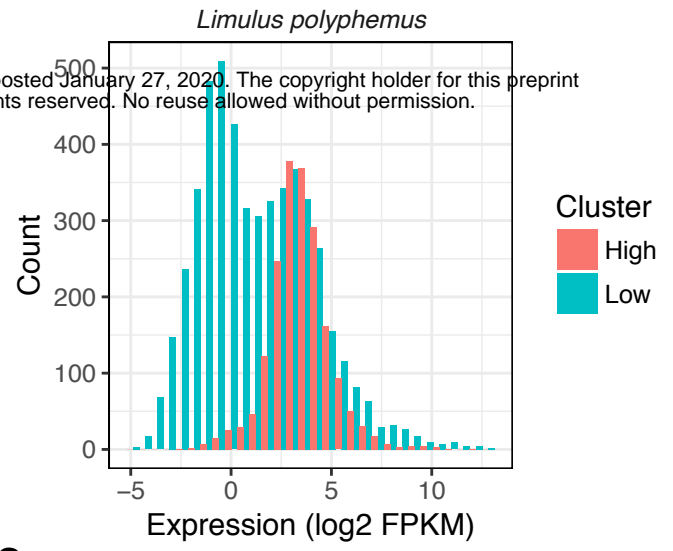 Limulus polyphemus
osted January 27, 2020. The copyright holder for this preprint
nts reserved. No reuse allowed without permission.
500
400
300
200
100
0
Count
−5 0 5 10
Expression (log2 FPKM)
Cluster
High
Low